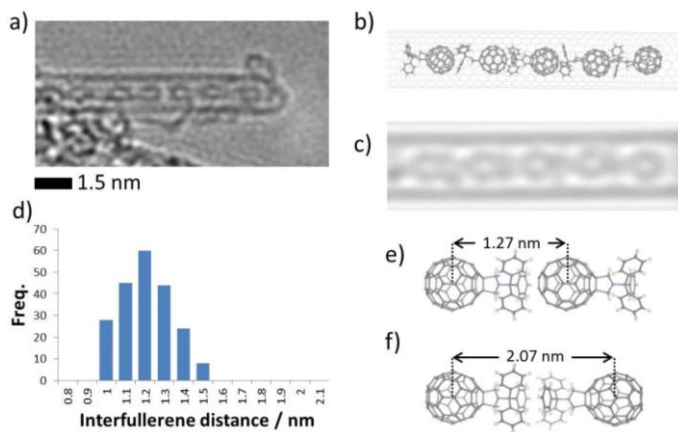 a)
1.5 nm
b)
c)
d)
Freq.
70
60
50
40
30
20
10
0
0.8 0.9 1 1.1 1.2 1.3 1.4 1.5 1.6 1.7 1.8 1.9 2 2.1
Interfullerene distance / nm
e)
1.27 nm
f)
2.07 nm